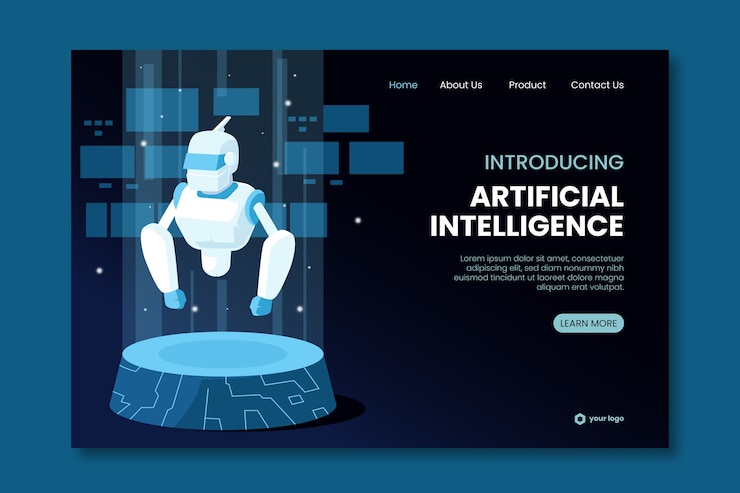 Home About Us Product Contact Us
INTRODUCING
ARTIFICIAL
INTELLIGENCE
Lorem ipsum dolor sit amet, consectetuer
adipiscing elit, sed diam nonummy nibh
euismod tincidunt ut laoreet dolore magna
aliquam erat volutpat.
LEARN MORE
your logo